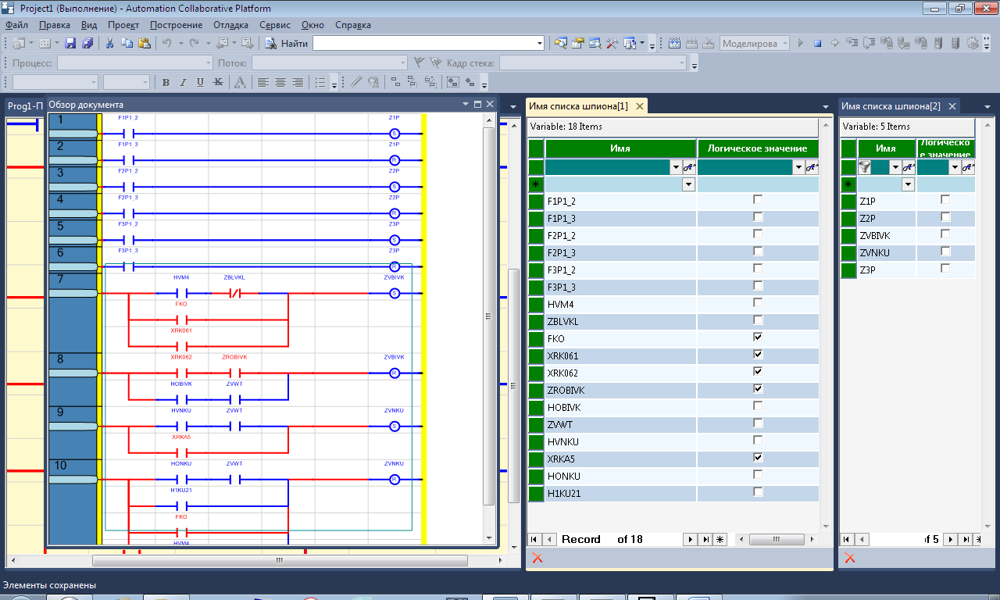 Project1 (Выполнение) - Automation Collaborative Platform
Файл Правка Вид Проект Построение Отладка Сервис Окно Справка
Найти Моделирова
Процесс: Поток: Кадр стека:
B I U K A
Prog1-П
Обзор документа
1 F1P1_2 Z1P
S
2 F1P1_3 Z1P
R
3 F2P1_2 Z2P
S
4 F2P1_3 Z2P
R
5 F3P1_2 Z3P
S
6 F3P1_3 Z3P
R
7 HVM4 ZBLVKL ZVBIVK
S
FKO
XRK061
8 XRK062 ZROBIVK ZVBIVK
R
HOBIVK ZVWT
9 HVNKU ZVWT ZVNKU
S
XRKA5
10 HONKU ZVWT ZVNKU
R
H1KU21
FKO
HVM4
Имя списка шпиона[1]
Variable: 18 Items
Имя Логическое значение
F1P1_2
F1P1_3
F2P1_2
F2P1_3
F3P1_2
F3P1_3
HVM4
ZBLVKL
FKO
XRK061
XRK062
ZROBIVK
HOBIVK
ZVWT
HVNKU
XRKA5
HONKU
H1KU21
Record of 18
Имя списка шпиона[2]
Variable: 5 Items
Имя Логическо
е значение
Z1P
Z2P
ZVBIVK
ZVNKU
Z3P
of 5
Элементы сохранены